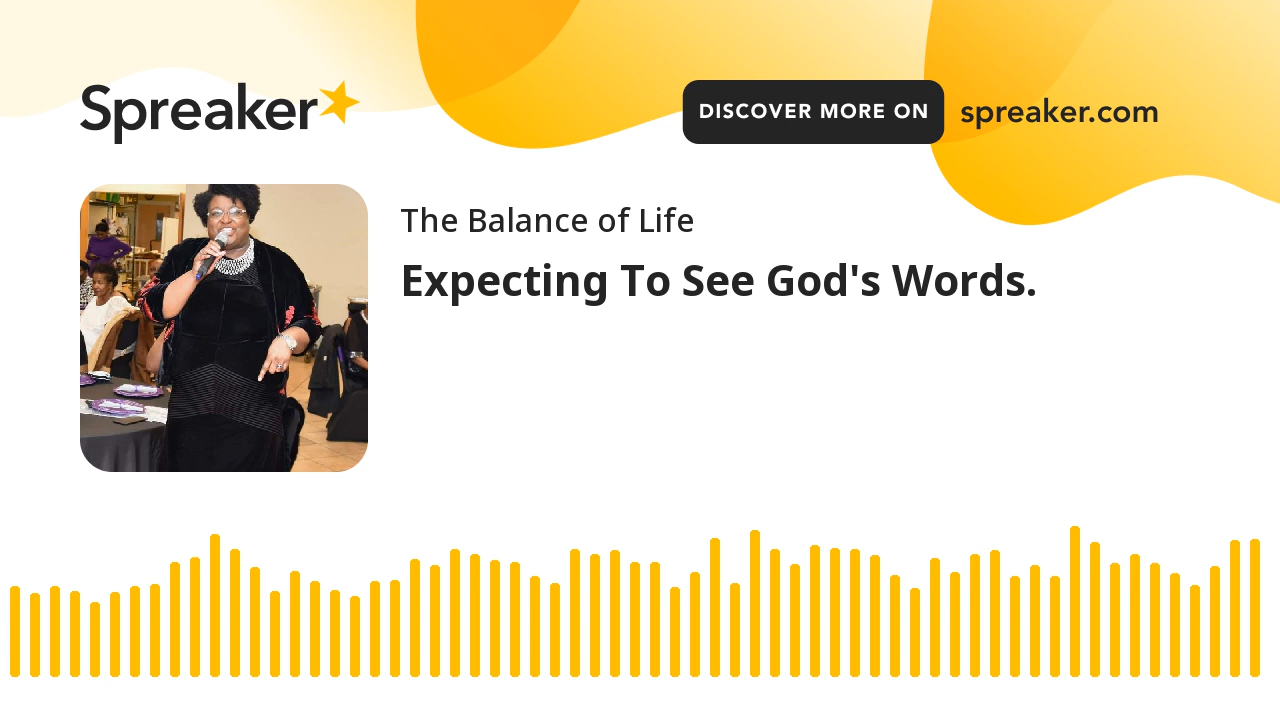 Spreaker
DISCOVER MORE ON
spreaker.com
The Balance of Life
Expecting To See God's Words.